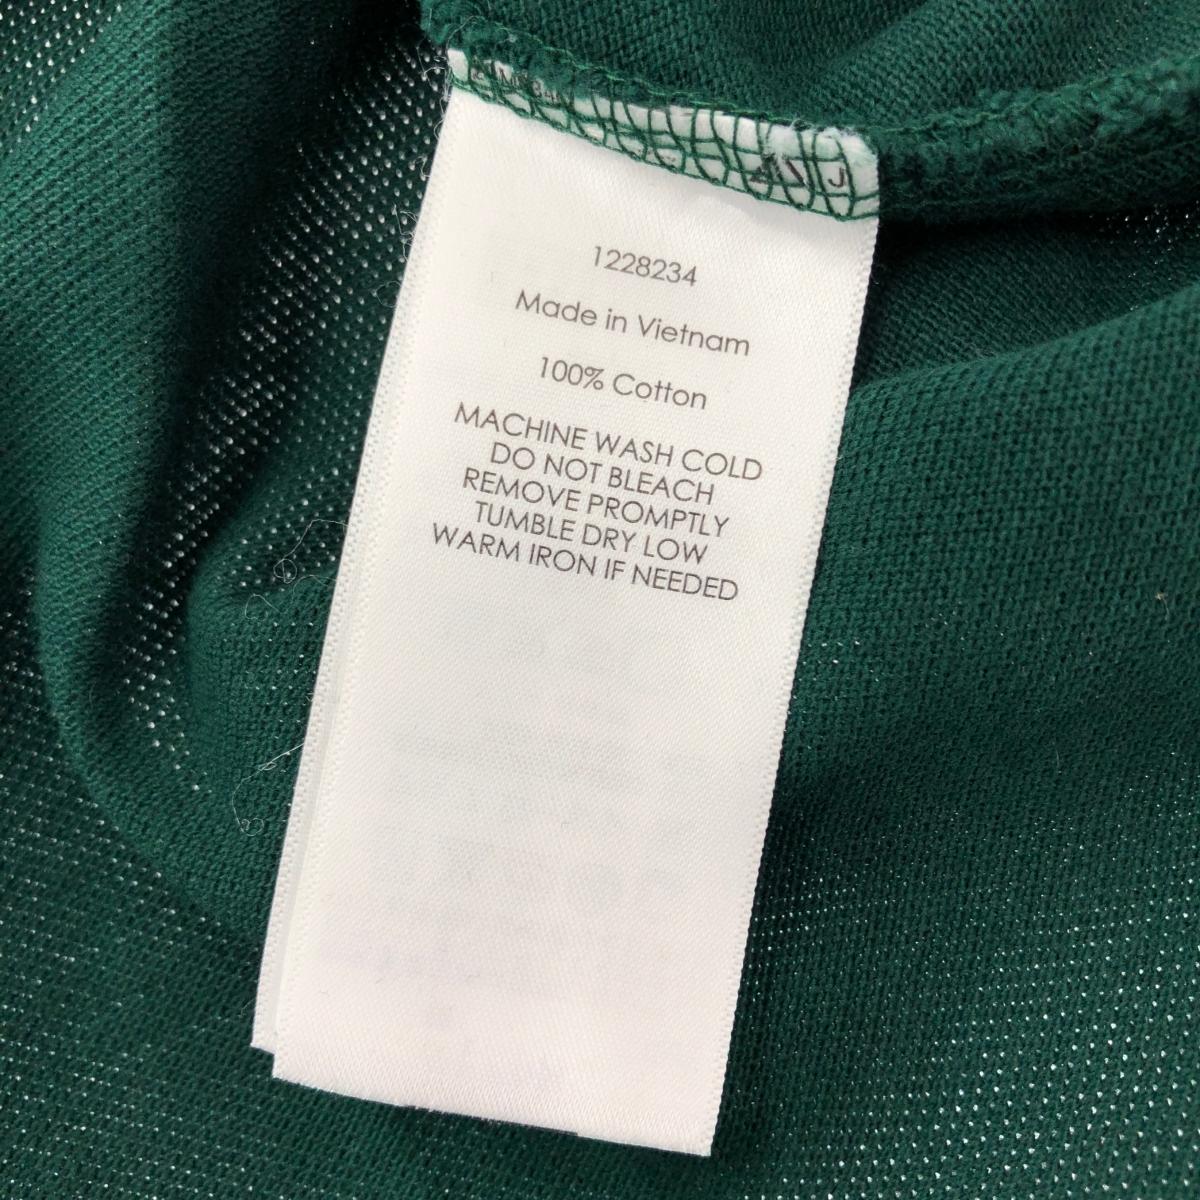 1228234
Made in Vietnam
100% Cotton
MACHINE WASH COLD
DO NOT BLEACH
REMOVE PROMPTLY
TUMBLE DRY LOW
WARM IRON IF NEEDED